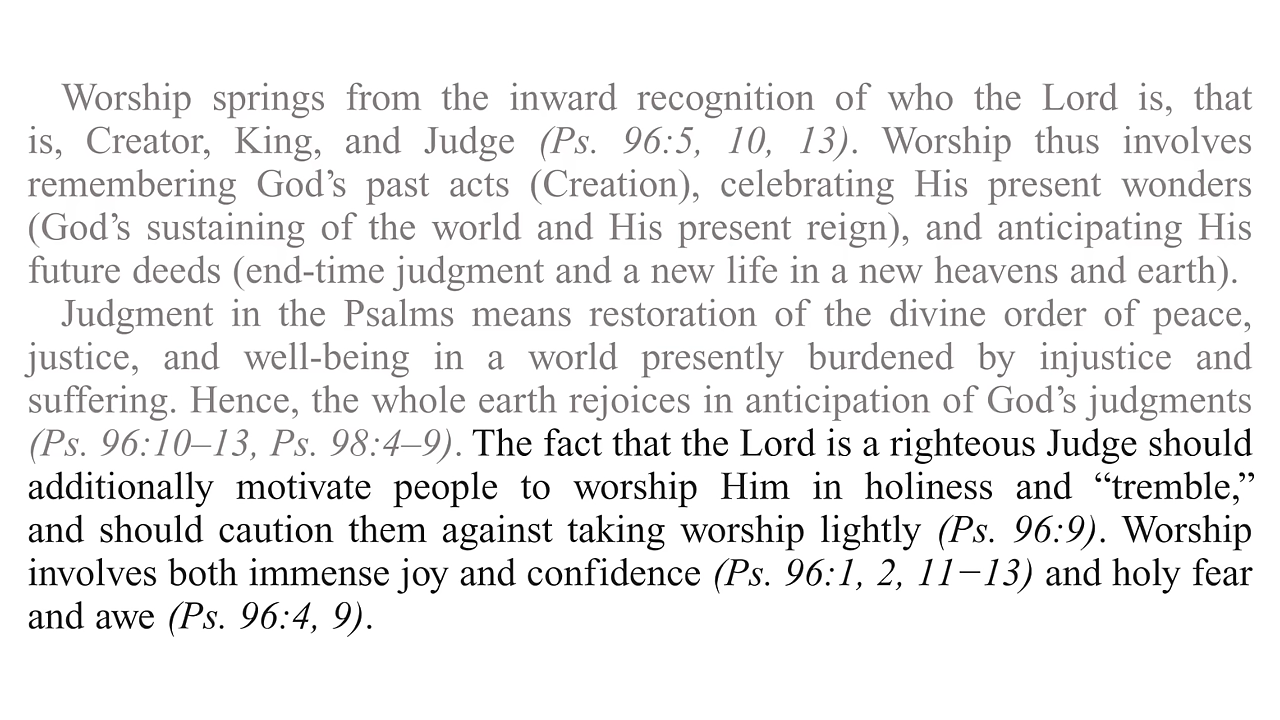 Worship springs from the inward recognition of who the Lord is, that
is, Creator, King, and Judge (Ps. 96:5, 10, 13). Worship thus involves
remembering God’s past acts (Creation), celebrating His present wonders
(God’s sustaining of the world and His present reign), and anticipating His
future deeds (end-time judgment and a new life in a new heavens and earth).
Judgment in the Psalms means restoration of the divine order of peace,
justice, and well-being in a world presently burdened by injustice and
suffering. Hence, the whole earth rejoices in anticipation of God’s judgments
(Ps. 96:10–13, Ps. 98:4–9). The fact that the Lord is a righteous Judge should
additionally motivate people to worship Him in holiness and “tremble,”
and should caution them against taking worship lightly (Ps. 96:9). Worship
involves both immense joy and confidence (Ps. 96:1, 2, 11−13) and holy fear
and awe (Ps. 96:4, 9).